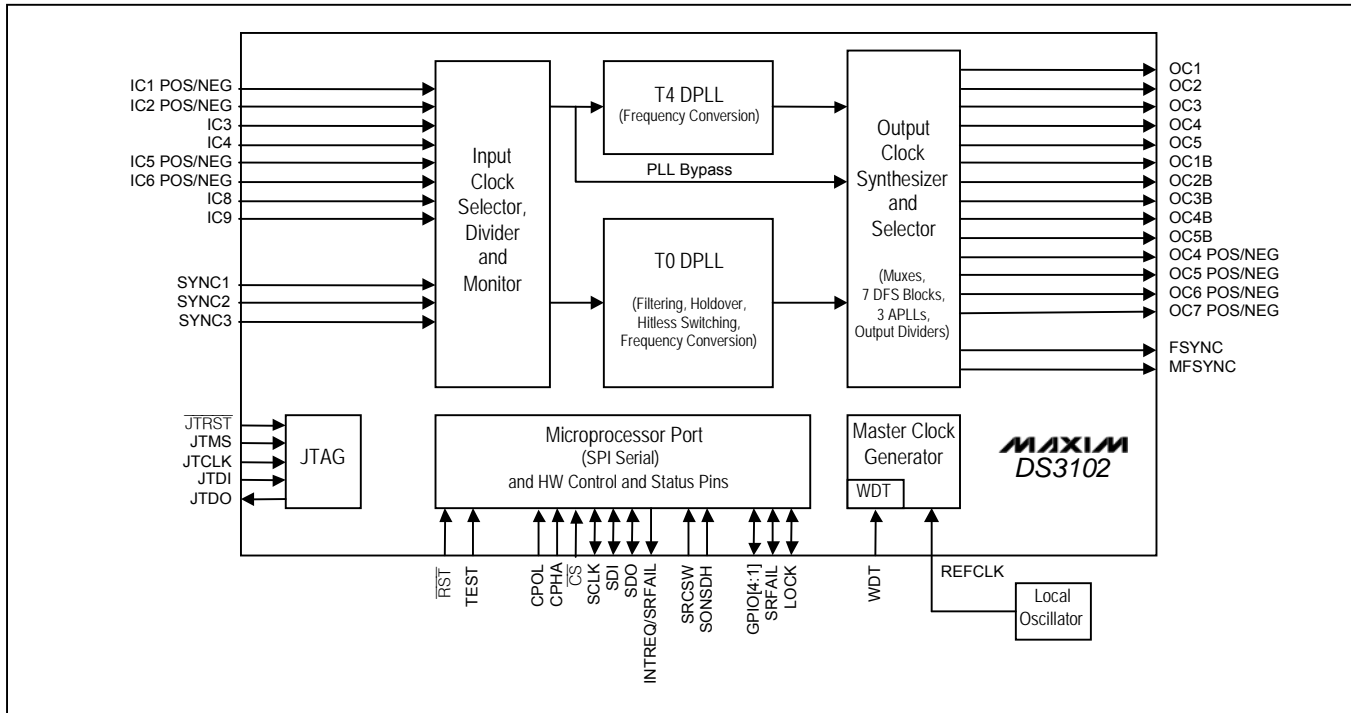 IC1 POS/NEG
IC2 POS/NEG
IC3
IC4
IC5 POS/NEG
IC6 POS/NEG
IC8
IC9
SYNC1
SYNC2
SYNC3
Input
Clock
Selector,
Divider
and
Monitor
T4 DPLL
(Frequency Conversion)
PLL Bypass
T0 DPLL
(Filtering, Holdover,
Hitless Switching,
Frequency Conversion)
Output
Clock
Synthesizer
and
Selector
(Muxes,
7 DFS Blocks,
3 APLLs,
Output Dividers)
OC1
OC2
OC3
OC4
OC5
OC1B
OC2B
OC3B
OC4B
OC5B
OC4 POS/NEG
OC5 POS/NEG
OC6 POS/NEG
OC7 POS/NEG
FSYNC
MFSYNC
JTRST
JTMS
JTCLK
JTDI
JTDO
JTAG
Microprocessor Port
(SPI Serial)
and HW Control and Status Pins
Master Clock
Generator
WDT
MAXIM
DS3102
RST
TEST
CPOL
CPHA
CS
SCLK
SDI
SDO
INTREQ/SRFAIL
SRCSW
SONSDH
GPIO[4:1]
SRFAIL
LOCK
WDT
REFCLK
Local
Oscillator